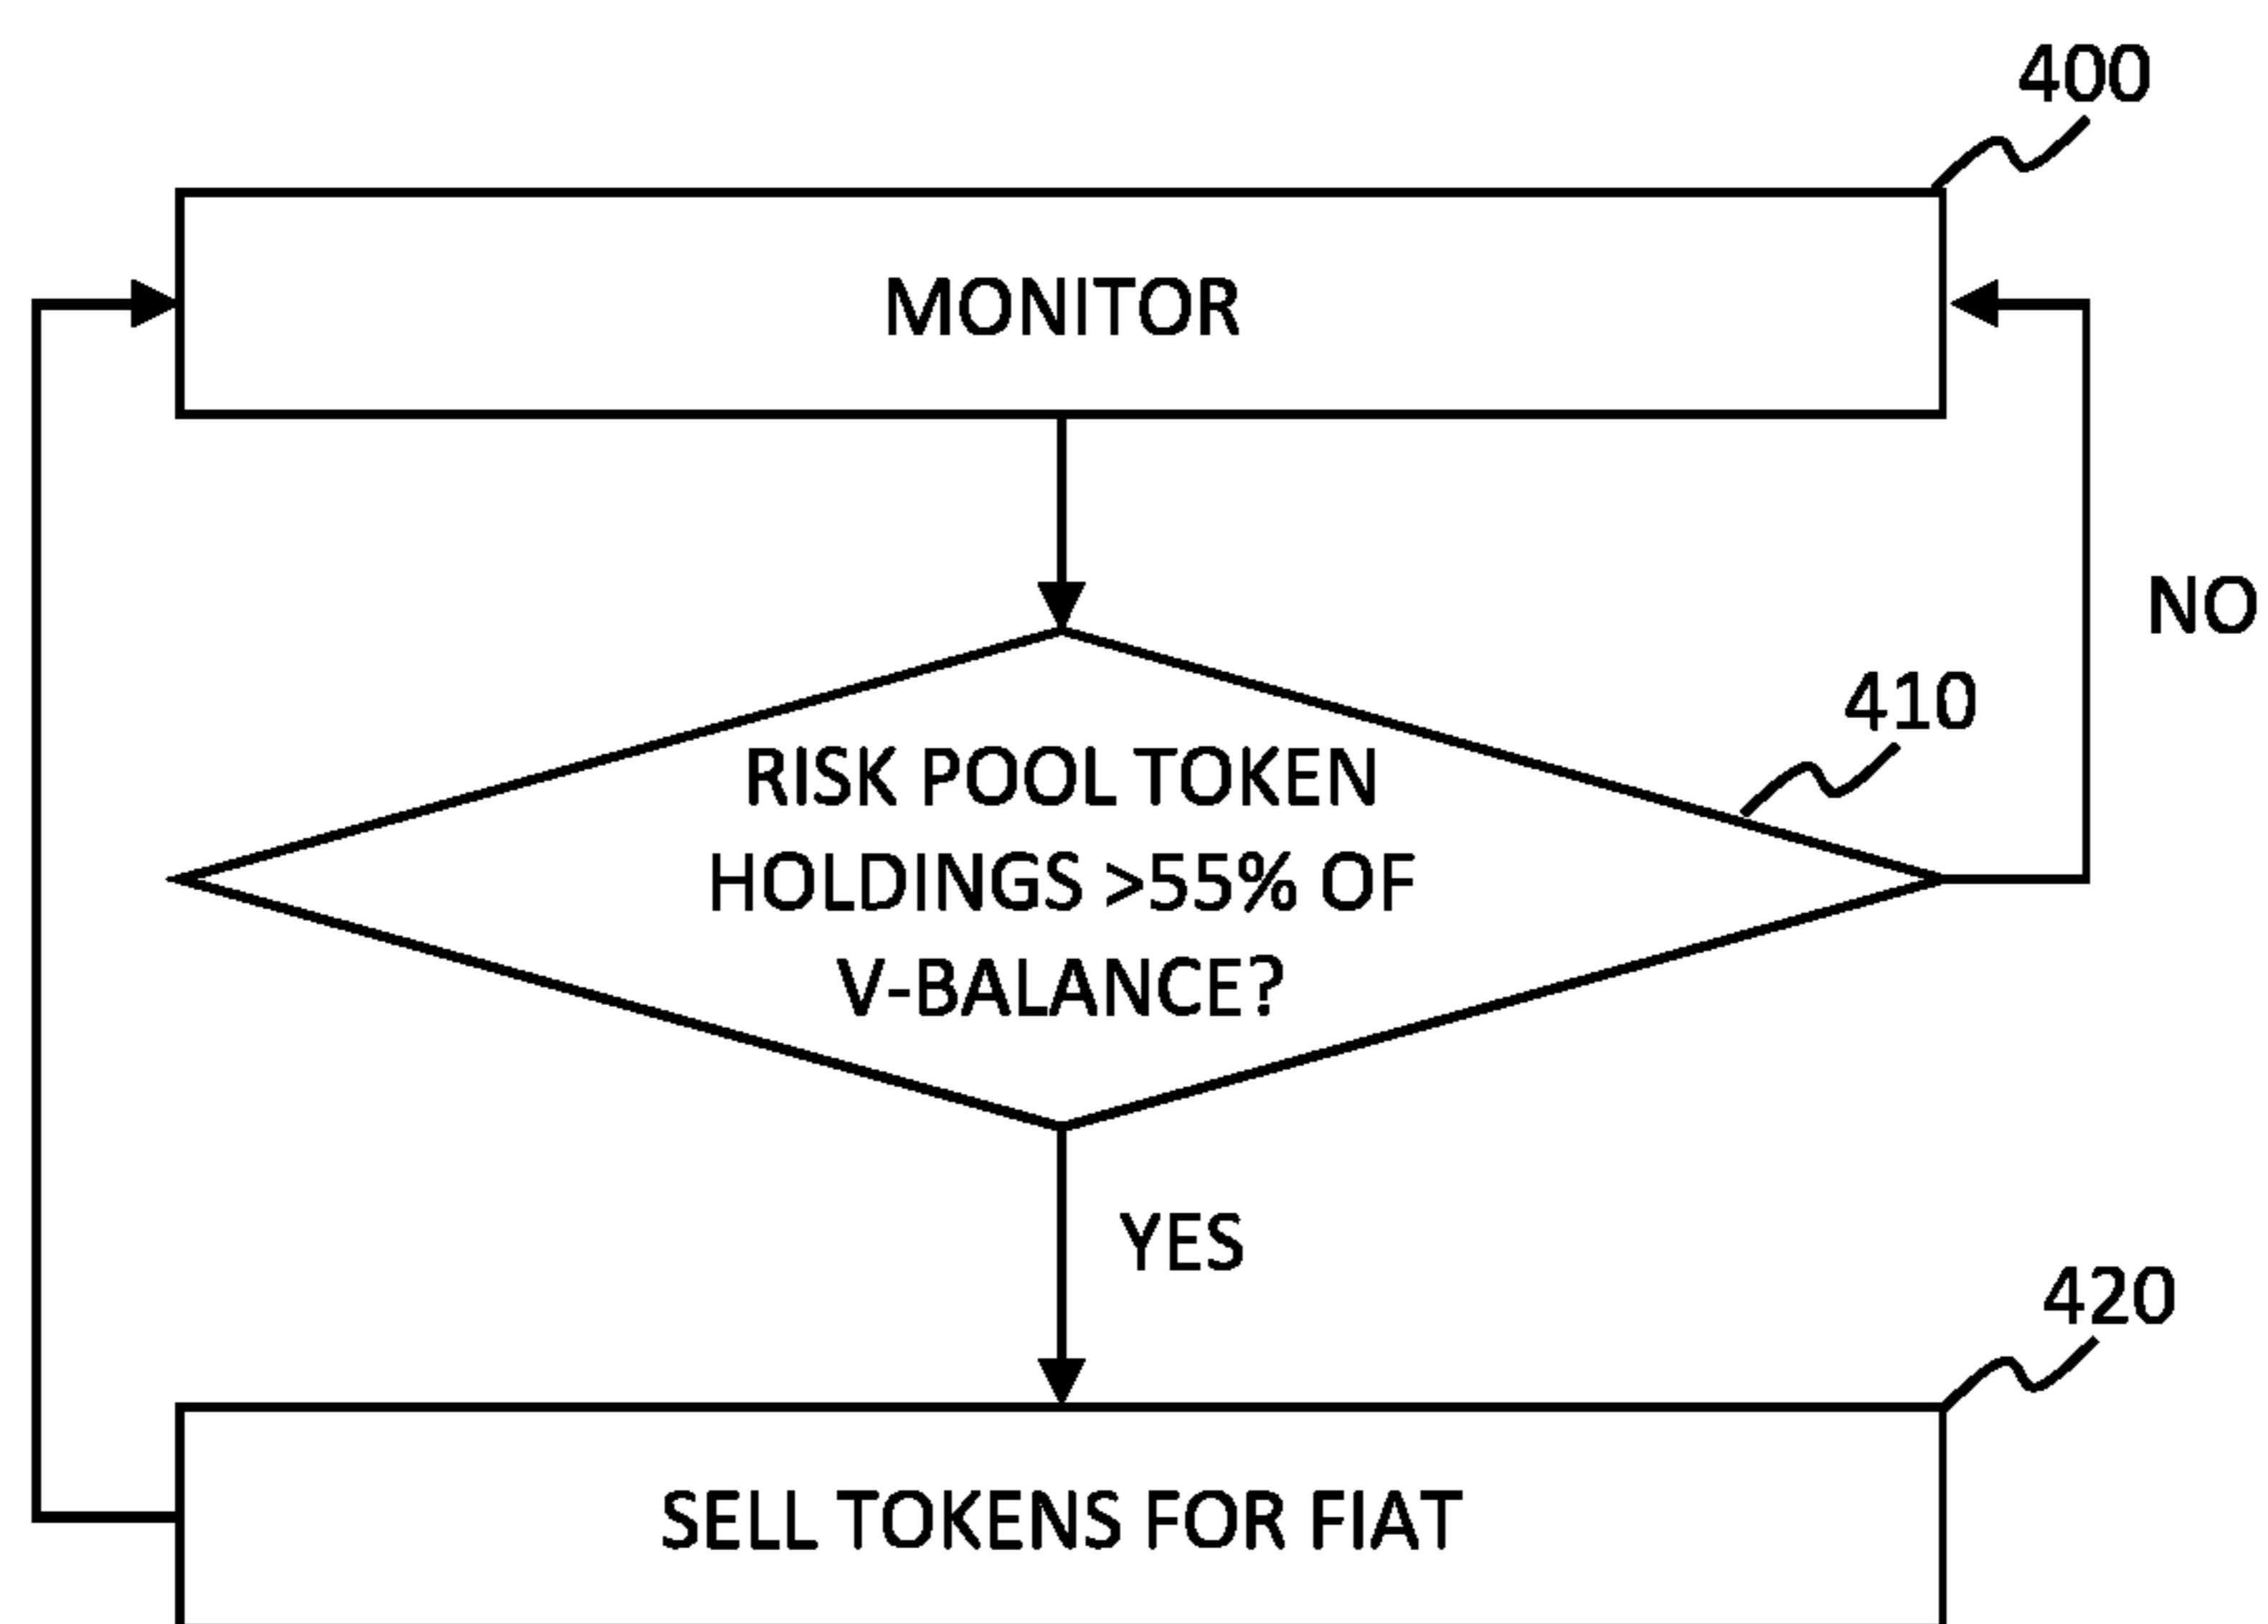 400
MONITOR
NO
410
RISK POOL TOKEN
HOLDINGS >55% OF
V-BALANCE?
YES
420
SELL TOKENS FOR FIAT